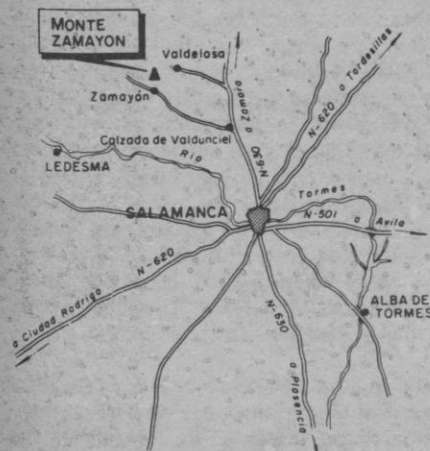 MONTE
ZAMAYON
Valdelosa
Zamayón
a Zamora
N-630
N-620 a Tordesillas
Calzada de Valdunciel
LEDESMA
Río
Tormes
SALAMANCA
N-501 a Avila
N-620
a Ciudad Rodrigo
N-630
a Plasencia
ALBA DE
TORMES